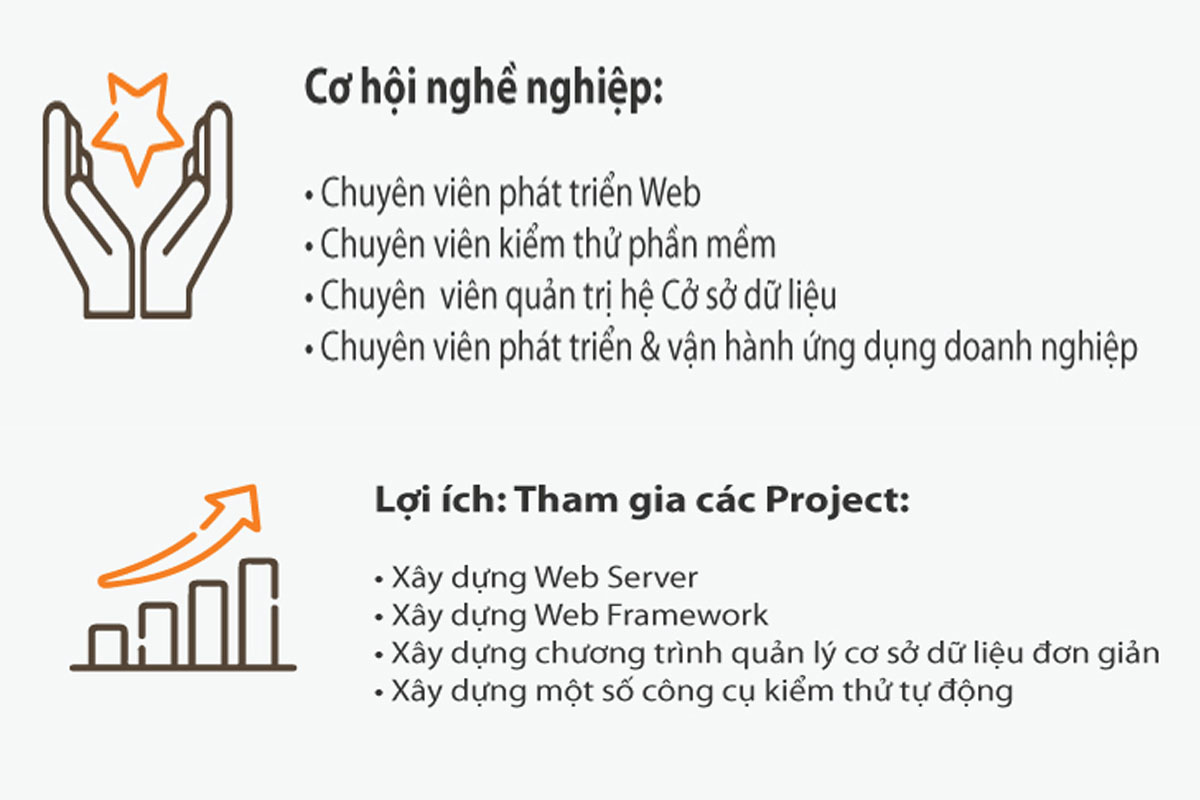 Cơ hội nghề nghiệp:
• Chuyên viên phát triển Web
• Chuyên viên kiểm thử phần mềm
• Chuyên viên quản trị hệ Cở sở dữ liệu
• Chuyên viên phát triển & vận hành ứng dụng doanh nghiệp
Lợi ích: Tham gia các Project:
• Xây dựng Web Server
• Xây dựng Web Framework
• Xây dựng chương trình quản lý cơ sở dữ liệu đơn giản
• Xây dựng một số công cụ kiểm thử tự động